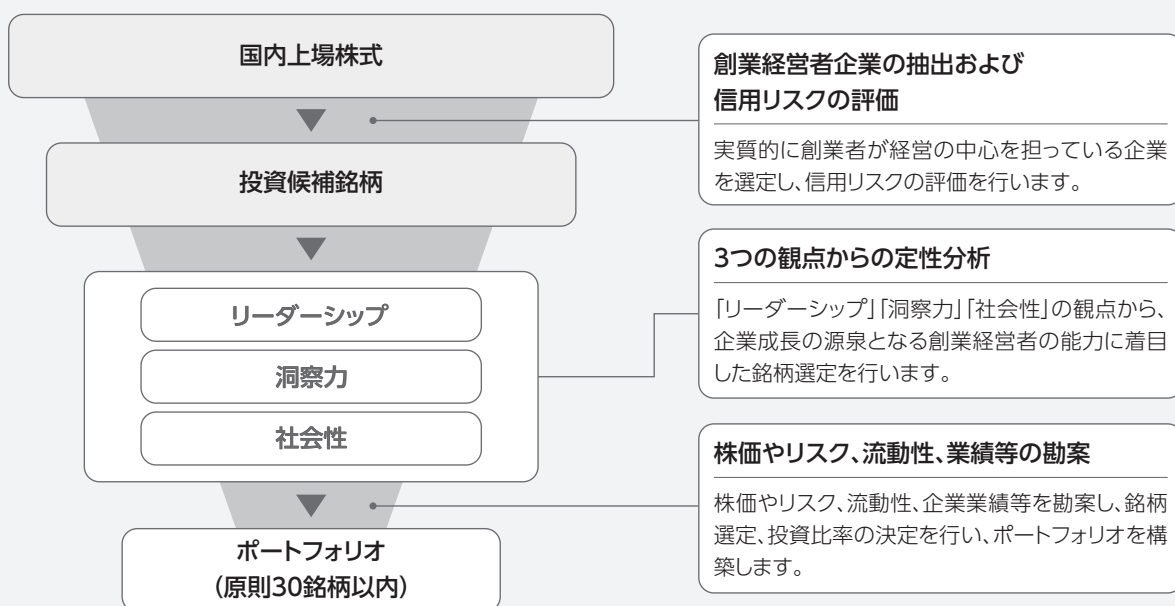 国内上場株式
創業経営者企業の抽出および
信用リスクの評価
実質的に創業者が経営の中心を担っている企業
を選定し、信用リスクの評価を行います。
投資候補銘柄
3つの観点からの定性分析
「リーダーシップ」「洞察力」「社会性」の観点から、
企業成長の源泉となる創業経営者の能力に着目
した銘柄選定を行います。
リーダーシップ
洞察力
社会性
株価やリスク、流動性、業績等の勘案
株価やリスク、流動性、企業業績等を勘案し、銘柄
選定、投資比率の決定を行い、ポートフォリオを構
築します。
ポートフォリオ
(原則30銘柄以内)